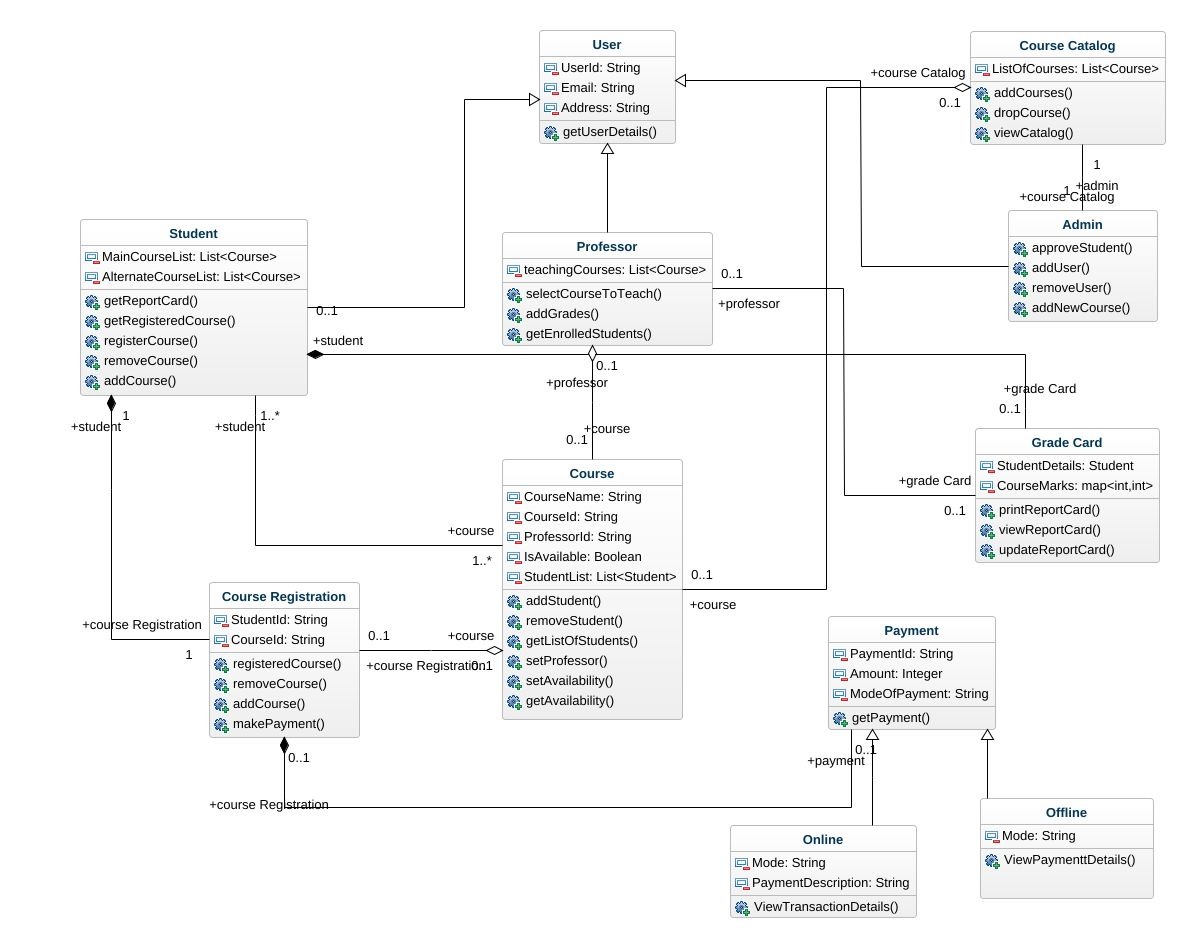 User
UserId: String
Email: String
Address: String
getUserDetails()
Course Catalog
ListOfCourses: List<Course>
addCourses()
dropCourse()
viewCatalog()
+course Catalog
0..1
1
+admin
1
+course Catalog
Admin
approveStudent()
addUser()
removeUser()
addNewCourse()
Student
MainCourseList: List<Course>
AlternateCourseList: List<Course>
getReportCard()
getRegisteredCourse()
registerCourse()
removeCourse()
addCourse()
0..1
+student
Professor
teachingCourses: List<Course>
selectCourseToTeach()
addGrades()
getEnrolledStudents()
0..1
+professor
0..1
+professor
+course
0..1
+grade Card
0..1
1
+student
1..*
+student
Grade Card
StudentDetails: Student
CourseMarks: map<int,int>
printReportCard()
viewReportCard()
updateReportCard()
+grade Card
0..1
Course
CourseName: String
CourseId: String
ProfessorId: String
IsAvailable: Boolean
StudentList: List<Student>
addStudent()
removeStudent()
getListOfStudents()
setProfessor()
setAvailability()
getAvailability()
+course
1..*
0..1
+course
Course Registration
StudentId: String
CourseId: String
registeredCourse()
removeCourse()
addCourse()
makePayment()
+course Registration
1
0..1
+course
+course Registration
0..1
0..1
+course Registration
Payment
PaymentId: String
Amount: Integer
ModeOfPayment: String
getPayment()
0..1
+payment
Online
Mode: String
PaymentDescription: String
ViewTransactionDetails()
Offline
Mode: String
ViewPaymenttDetails()